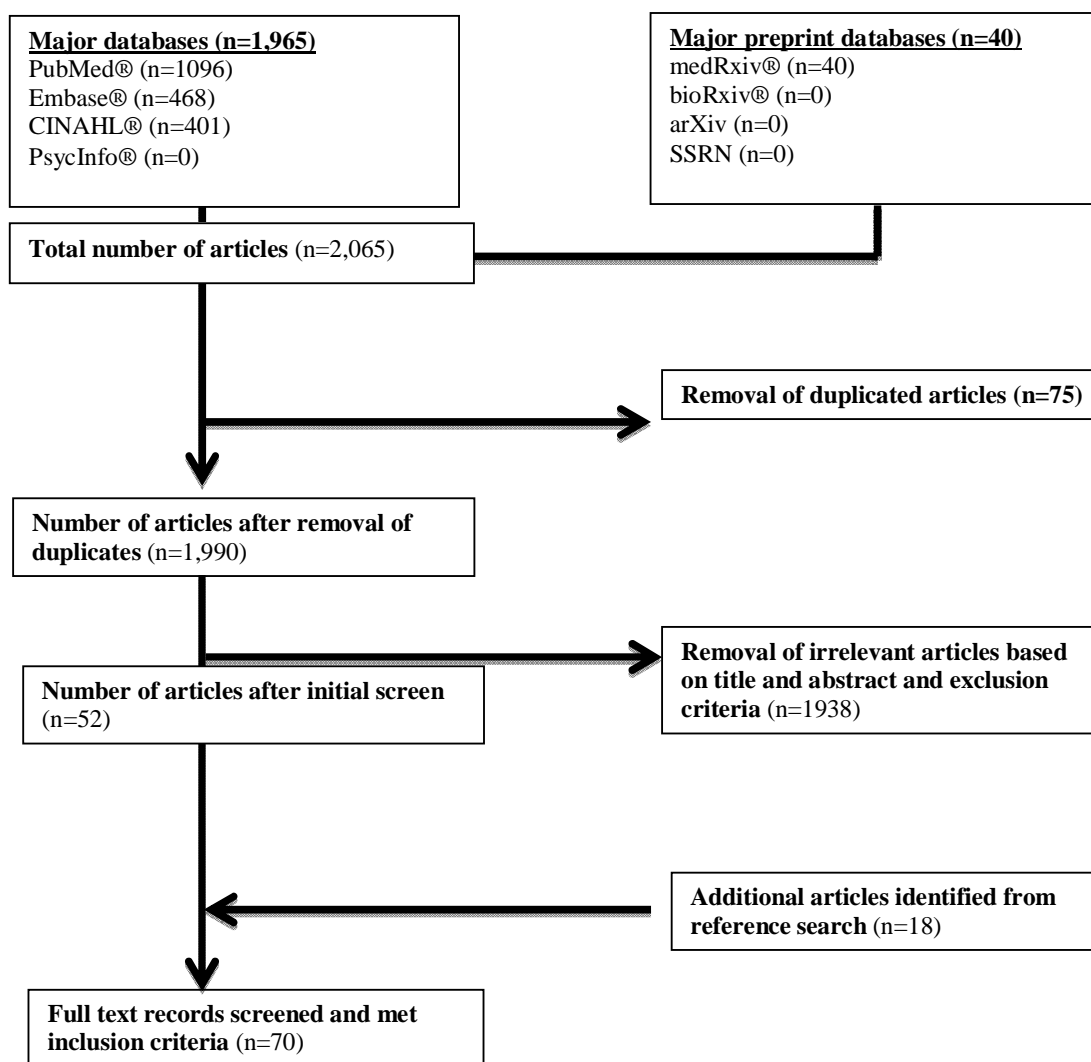 Major databases (n=1,965)
PubMed® (n=1096)
Embase® (n=468)
CINAHL® (n=401)
PsycInfo® (n=0)
Major preprint databases (n=40)
medRxiv® (n=40)
bioRxiv® (n=0)
arXiv (n=0)
SSRN (n=0)
Total number of articles (n=2,065)
Removal of duplicated articles (n=75)
Number of articles after removal of
duplicates (n=1,990)
Removal of irrelevant articles based
on title and abstract and exclusion
criteria (n=1938)
Number of articles after initial screen
(n=52)
Additional articles identified from
reference search (n=18)
Full text records screened and met
inclusion criteria (n=70)